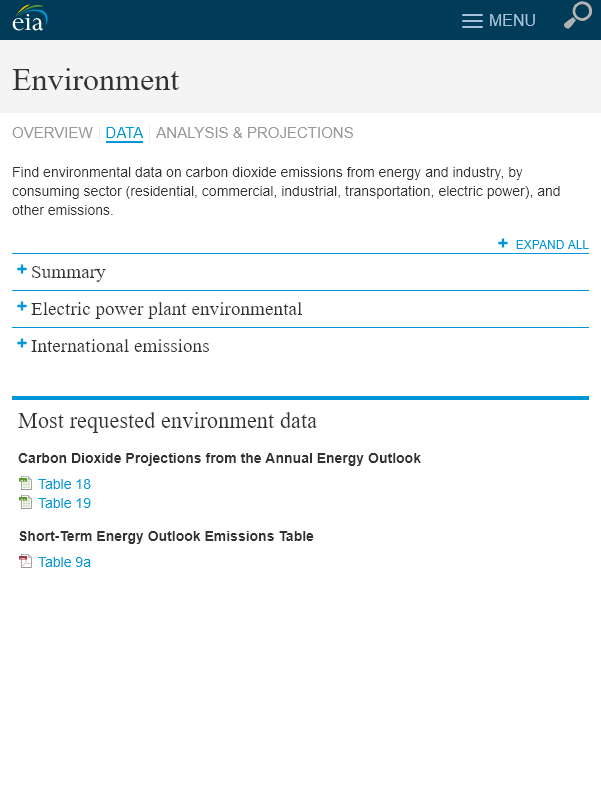 eia
MENU
Environment
OVERVIEW DATA ANALYSIS & PROJECTIONS
Find environmental data on carbon dioxide emissions from energy and industry, by
consuming sector (residential, commercial, industrial, transportation, electric power), and
other emissions.
+ EXPAND ALL
+ Summary
+ Electric power plant environmental
+ International emissions
Most requested environment data
Carbon Dioxide Projections from the Annual Energy Outlook
Table 18
Table 19
Short-Term Energy Outlook Emissions Table
Table 9a